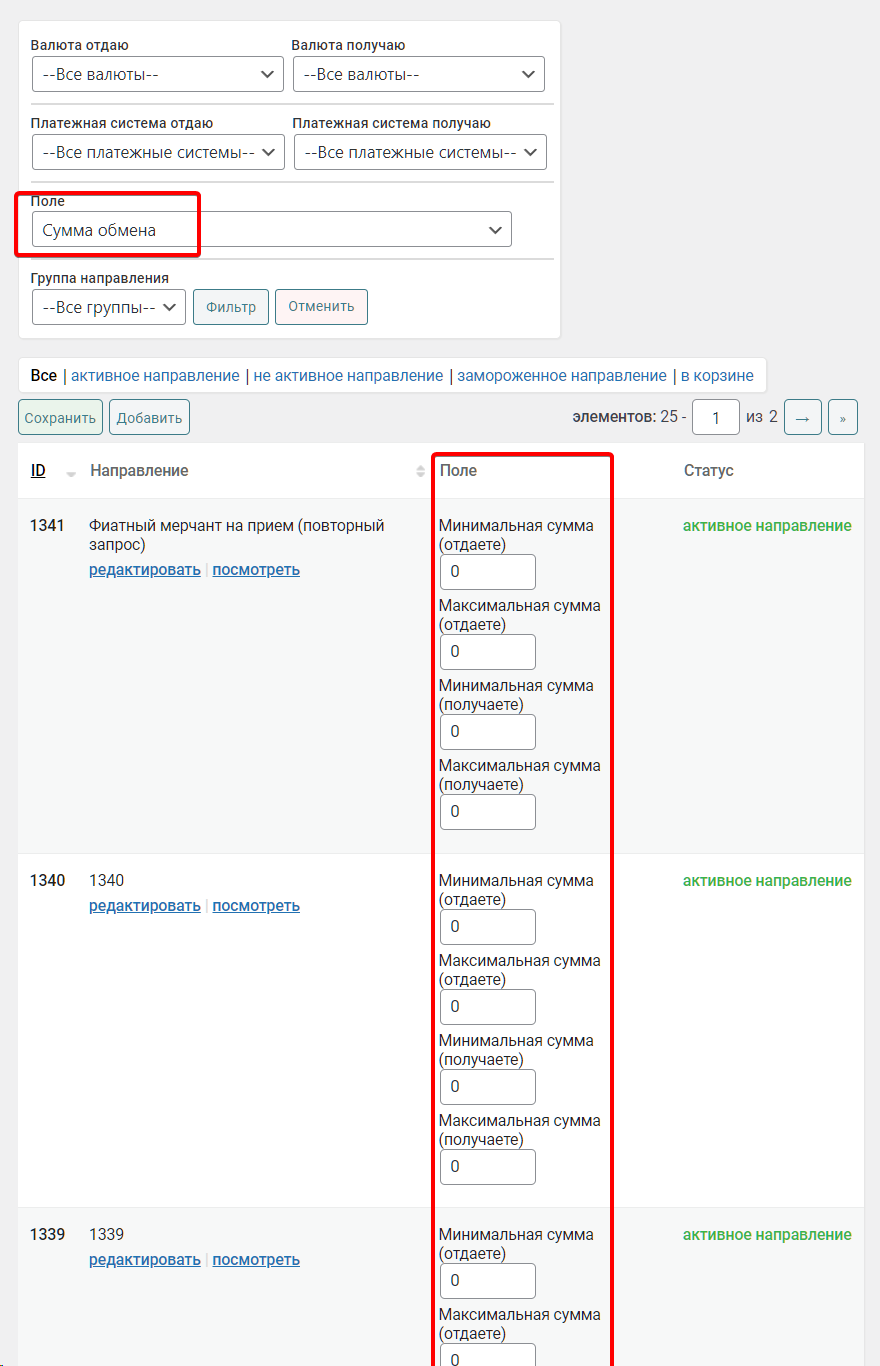 Валюта отдаю Валюта получаю
--Все валюты-- --Все валюты--
Платежная система отдаю Платежная система получаю
--Все платежные системы-- --Все платежные системы--
Поле
Сумма обмена
Группа направления
--Все группы-- Фильтр Отменить
Все | активное направление | не активное направление | замороженное направление | в корзине
Сохранить Добавить элементов: 25 - 1 из 2 → »
ID Направление Поле Статус
1341 Фиатный мерчант на прием (повторный Минимальная сумма активное направление
запрос) (отдаете)
редактировать | посмотреть 0
Максимальная сумма
(отдаете)
0
Минимальная сумма
(получаете)
0
Максимальная сумма
(получаете)
0
1340 1340 Минимальная сумма активное направление
редактировать | посмотреть (отдаете)
0
Максимальная сумма
(отдаете)
0
Минимальная сумма
(получаете)
0
Максимальная сумма
(получаете)
0
1339 1339 Минимальная сумма активное направление
редактировать | посмотреть (отдаете)
0
Максимальная сумма
(отдаете)
0